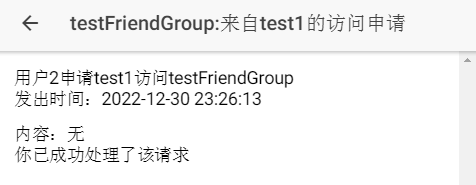 testFriendGroup:来自test1的访问申请
用户2申请test1访问testFriendGroup
发出时间：2022-12-30 23:26:13
内容：无
你已成功处理了该请求